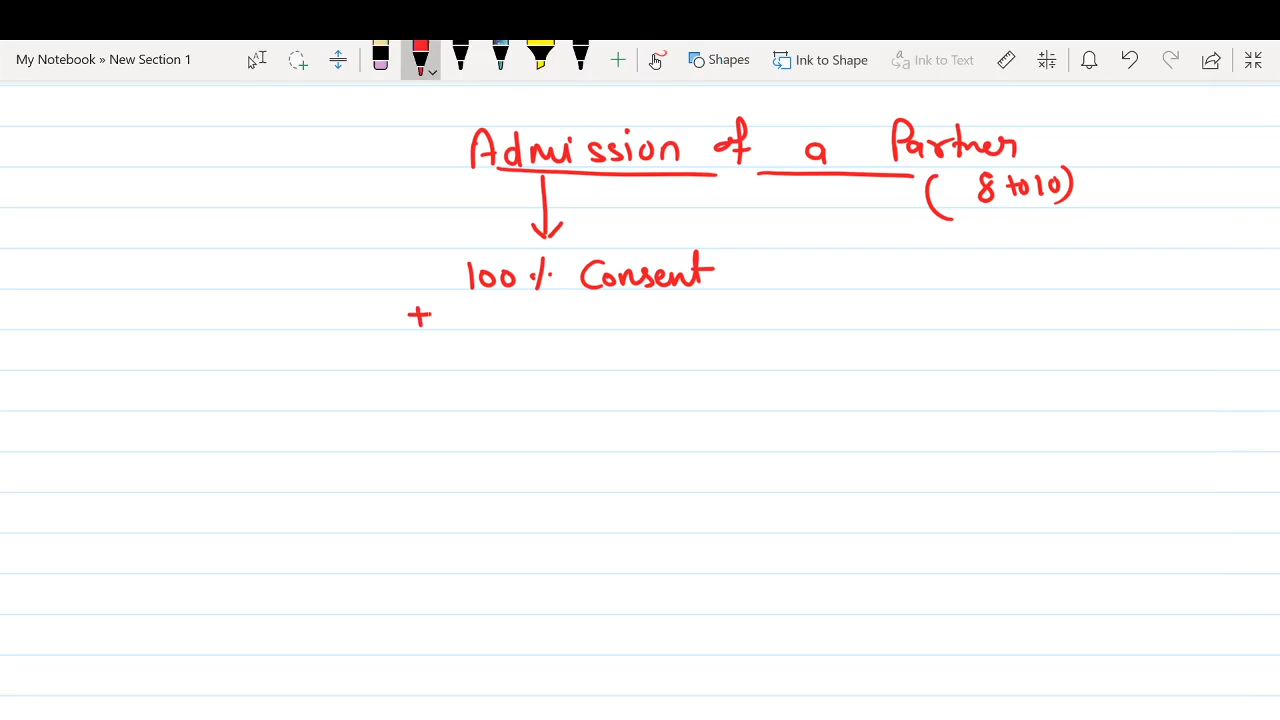 My Notebook » New Section 1
Shapes
Ink to Shape
Ink to Text
Admission of a Partner
( 8 to 10)
100 % Consent
+